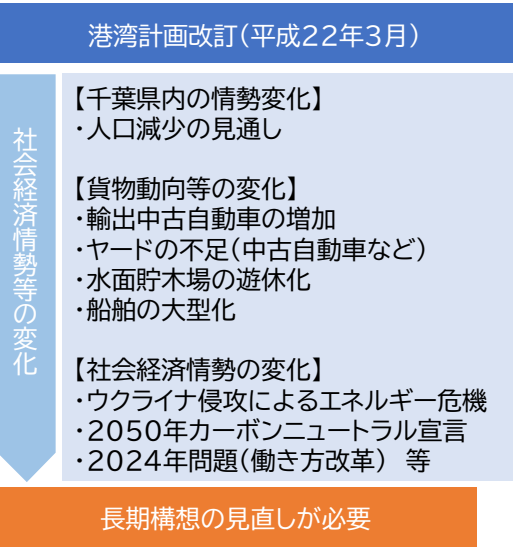 港湾計画改訂(平成22年3月)
社会経済情勢等の変化
【千葉県内の情勢変化】
・人口減少の見通し
【貨物動向等の変化】
・輸出中古自動車の増加
・ヤードの不足(中古自動車など)
・水面貯木場の遊休化
・船舶の大型化
【社会経済情勢の変化】
・ウクライナ侵攻によるエネルギー危機
・2050年カーボンニュートラル宣言
・2024年問題(働き方改革) 等
長期構想の見直しが必要